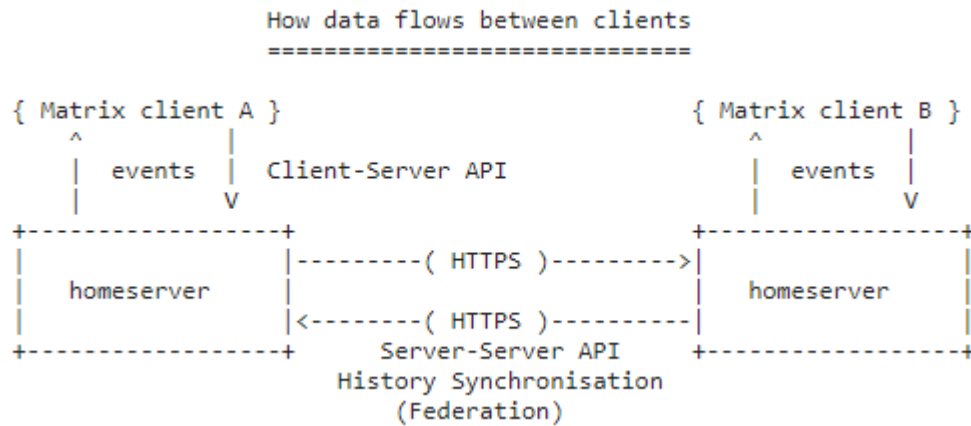 How data flows between clients
==============================
{ Matrix client A }                             { Matrix client B }
    ^          |                                    ^          |
    |  events  |  Client-Server API                 |  events  |
    |          V                                    |          V
+------------------+                            +------------------+
|                  |---------( HTTPS )--------->|                  |
|   homeserver     |                            |   homeserver     |
|                  |<--------( HTTPS )----------|                  |
+------------------+      Server-Server API     +------------------+
History Synchronisation
(Federation)